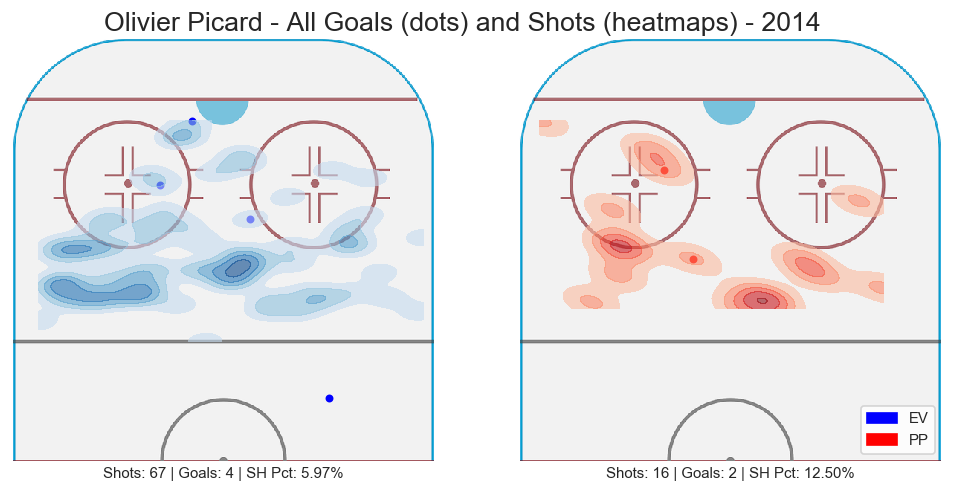 Olivier Picard - All Goals (dots) and Shots (heatmaps) - 2014
EV
PP
Shots: 67 | Goals: 4 | SH Pct: 5.97%
Shots: 16 | Goals: 2 | SH Pct: 12.50%